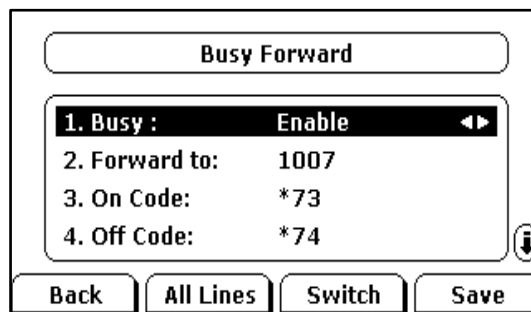 Busy Forward
1. Busy : Enable
2. Forward to: 1007
3. On Code: *73
4. Off Code: *74
Back All Lines Switch Save